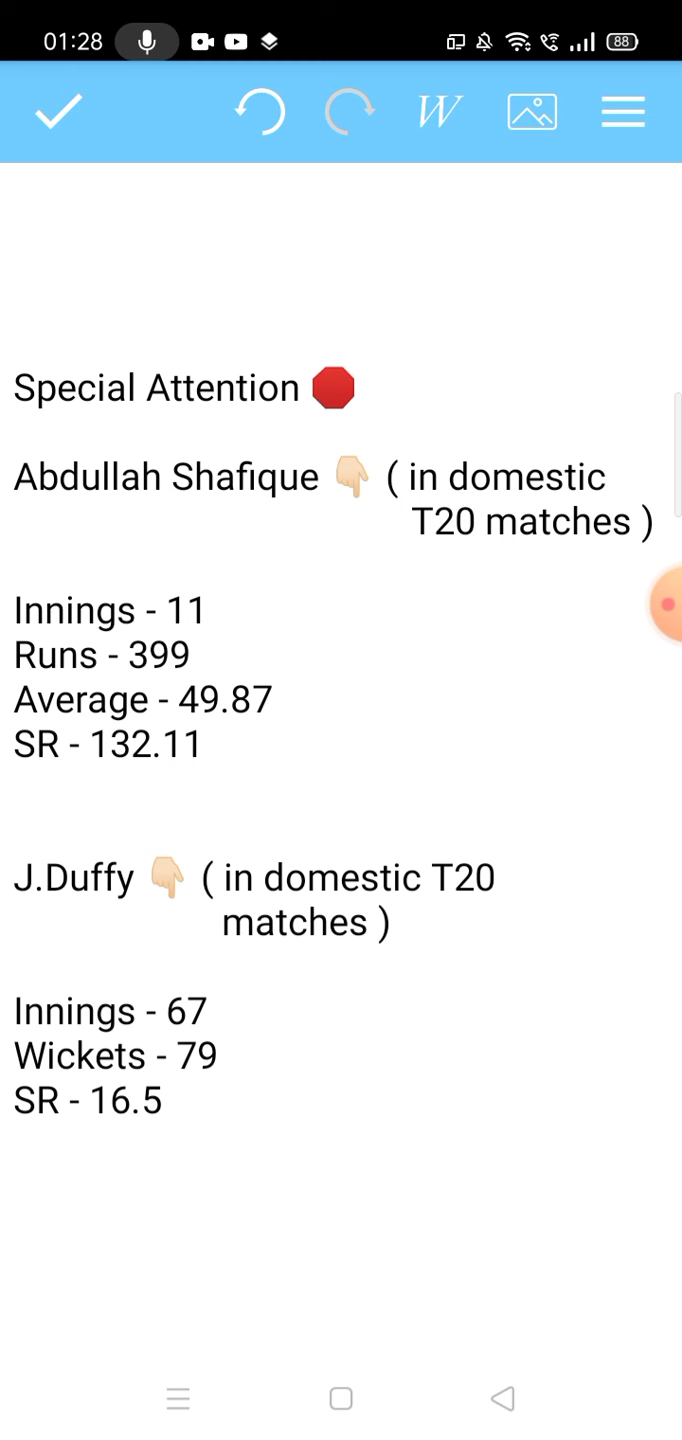 01:28
88
W
Special Attention 🛑
Abdullah Shafique 👇🏻 ( in domestic
T20 matches )
Innings - 11
Runs - 399
Average - 49.87
SR - 132.11
J.Duffy 👇🏻 ( in domestic T20
matches )
Innings - 67
Wickets - 79
SR - 16.5